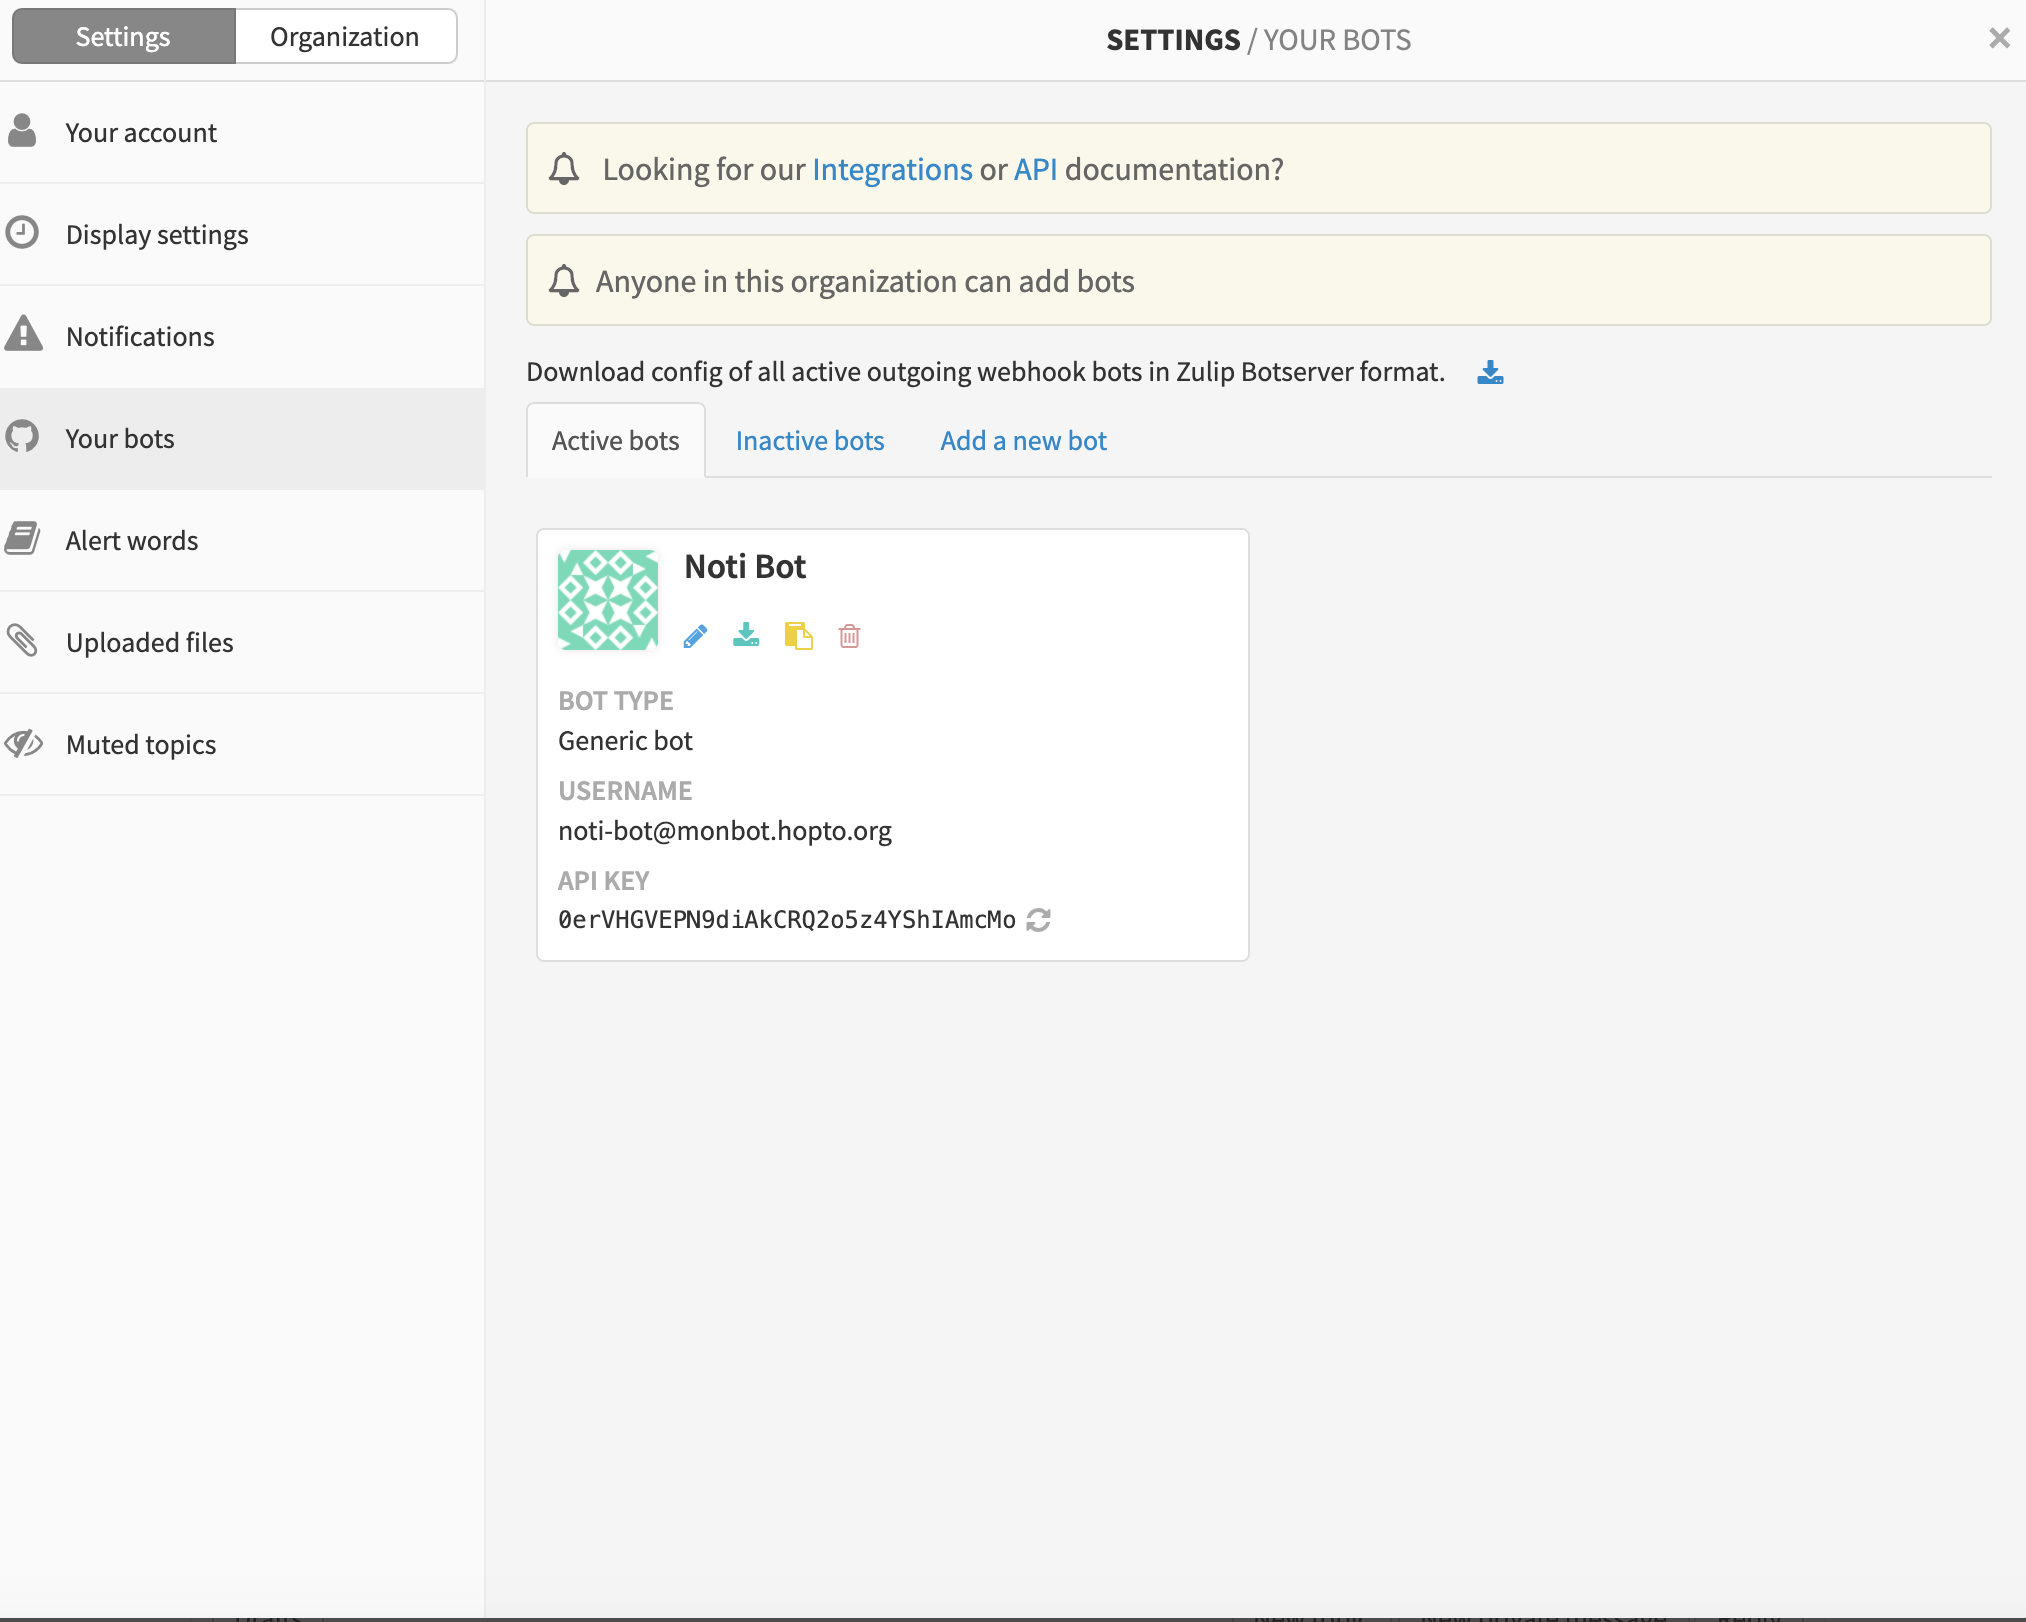 Settings
Organization
SETTINGS / YOUR BOTS
Your account
Display settings
Notifications
Your bots
Alert words
Uploaded files
Muted topics
Looking for our Integrations or API documentation?
Anyone in this organization can add bots
Download config of all active outgoing webhook bots in Zulip Botserver format.
Active bots
Inactive bots
Add a new bot
Noti Bot
BOT TYPE
Generic bot
USERNAME
noti-bot@monbot.hopto.org
API KEY
0erVHGVEPN9diAkCRQ2o5z4YShIAmcMo